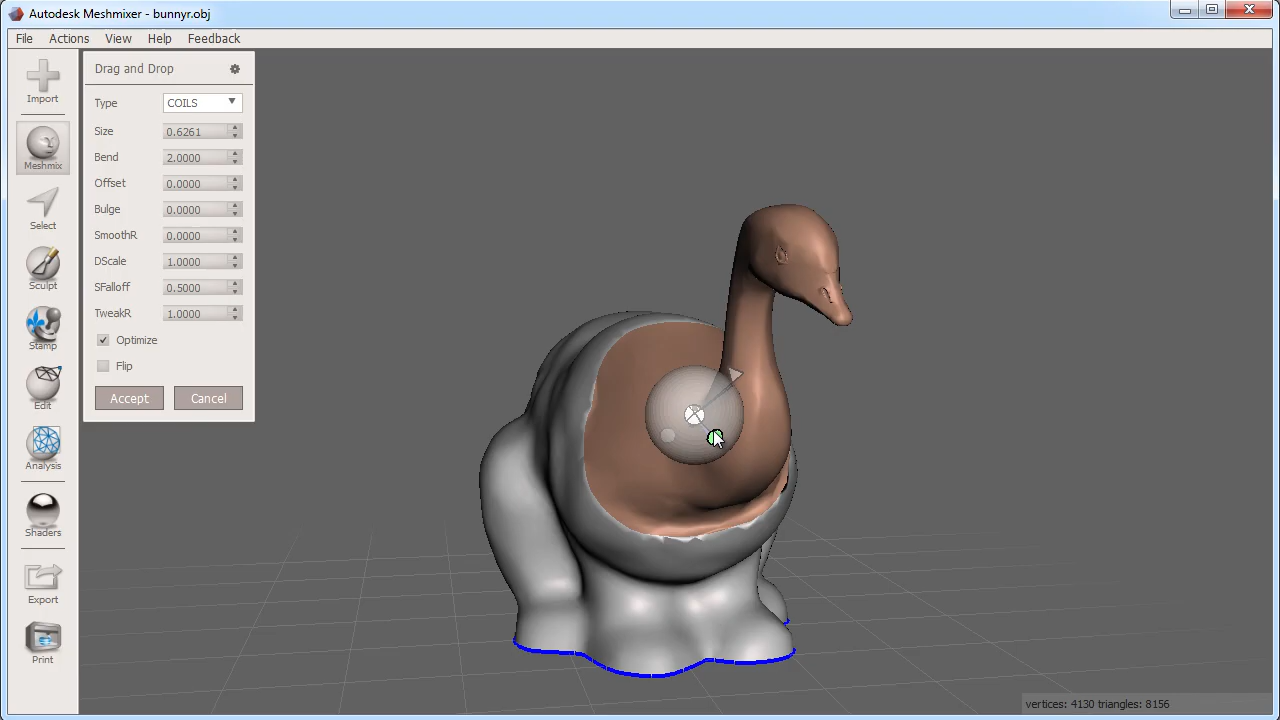 Autodesk Meshmixer - bunnyr.obj
File Actions View Help Feedback
Import
Meshmix
Select
Sculpt
Stamp
Edit
Analysis
Shaders
Export
Print
Drag and Drop
Type COILS
Size 0.6261
Bend 2.0000
Offset 0.0000
Bulge 0.0000
SmoothR 0.0000
DScale 1.0000
SFalloff 0.5000
TweakR 1.0000
Optimize
Flip
Accept Cancel
vertices: 4130 triangles: 8156